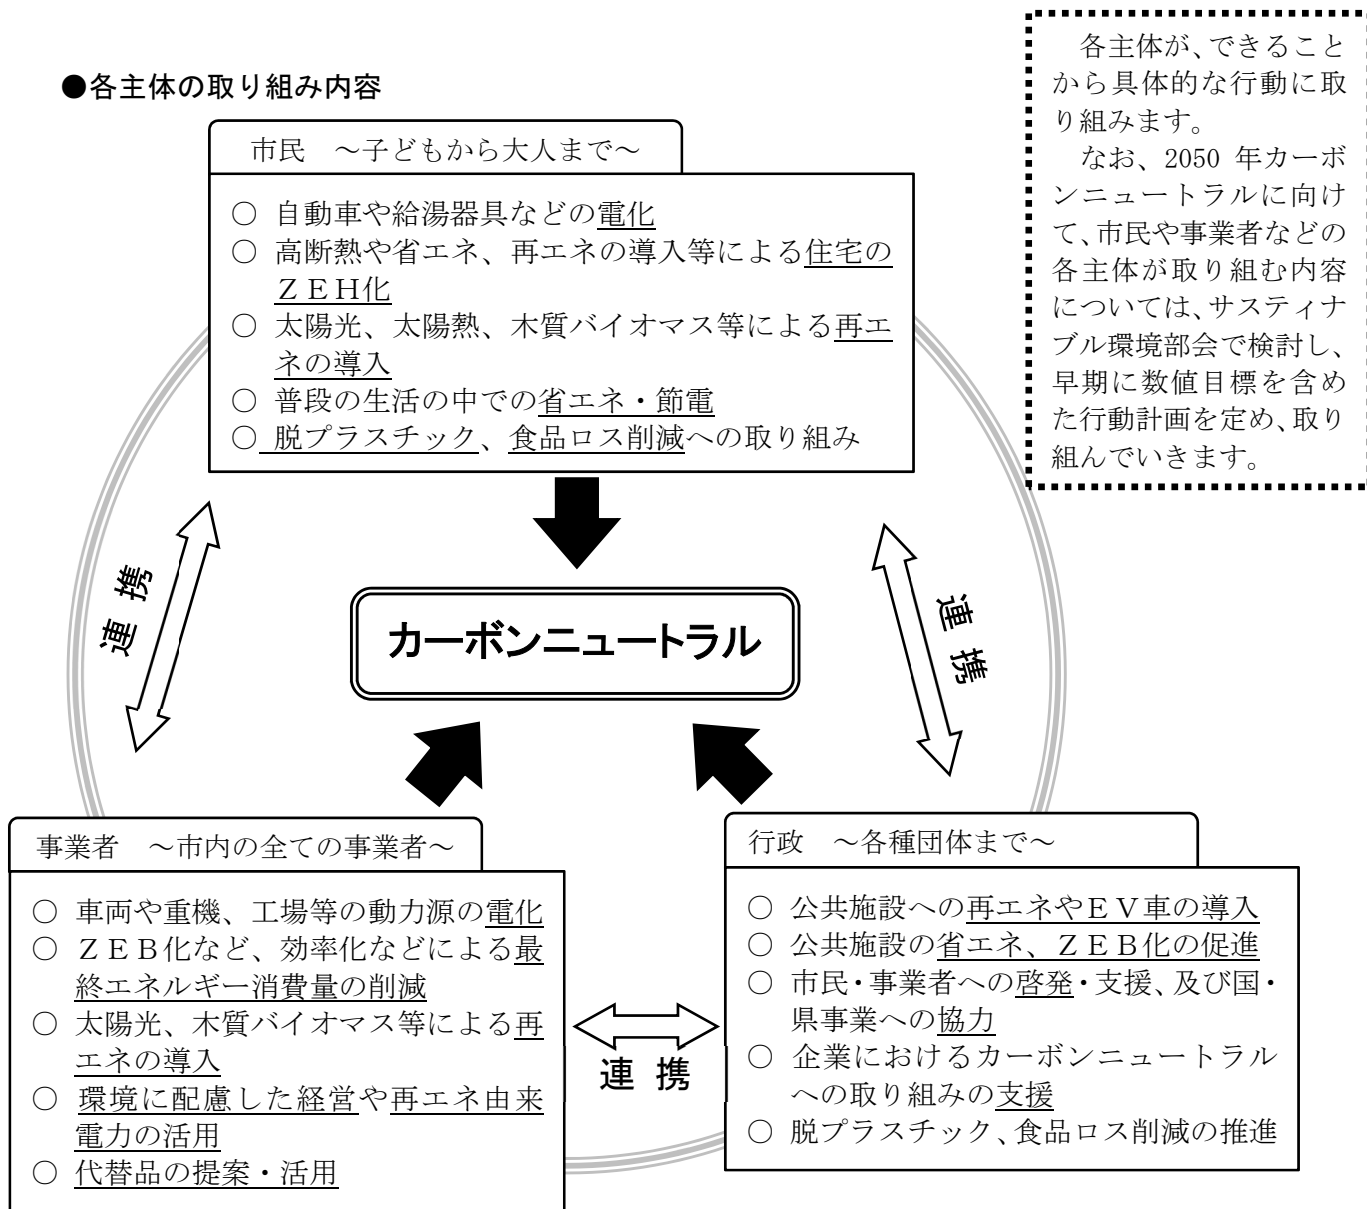 ●各主体の取り組み内容
各主体が、できること
から具体的な行動に取
り組みます。
なお、2050 年カーボ
ンニュートラルに向け
て、市民や事業者などの
各主体が取り組む内容
については、サスティナ
ブル環境部会で検討し、
早期に数値目標を含め
た行動計画を定め、取り
組んでいきます。
市民　～子どもから大人まで～
○ 自動車や給湯器具などの電化
○ 高断熱や省エネ、再エネの導入等による住宅の
ＺＥＨ化
○ 太陽光、太陽熱、木質バイオマス等による再エ
ネの導入
○ 普段の生活の中での省エネ・節電
○ 脱プラスチック、食品ロス削減への取り組み
連 携
連 携
カーボンニュートラル
事業者　～市内の全ての事業者～
○ 車両や重機、工場等の動力源の電化
○ ＺＥＢ化など、効率化などによる最
終エネルギー消費量の削減
○ 太陽光、木質バイオマス等による再
エネの導入
○ 環境に配慮した経営や再エネ由来
電力の活用
○ 代替品の提案・活用
連 携
行政　～各種団体まで～
○ 公共施設への再エネやＥＶ車の導入
○ 公共施設の省エネ、ＺＥＢ化の促進
○ 市民・事業者への啓発・支援、及び国・
県事業への協力
○ 企業におけるカーボンニュートラル
への取り組みの支援
○ 脱プラスチック、食品ロス削減の推進